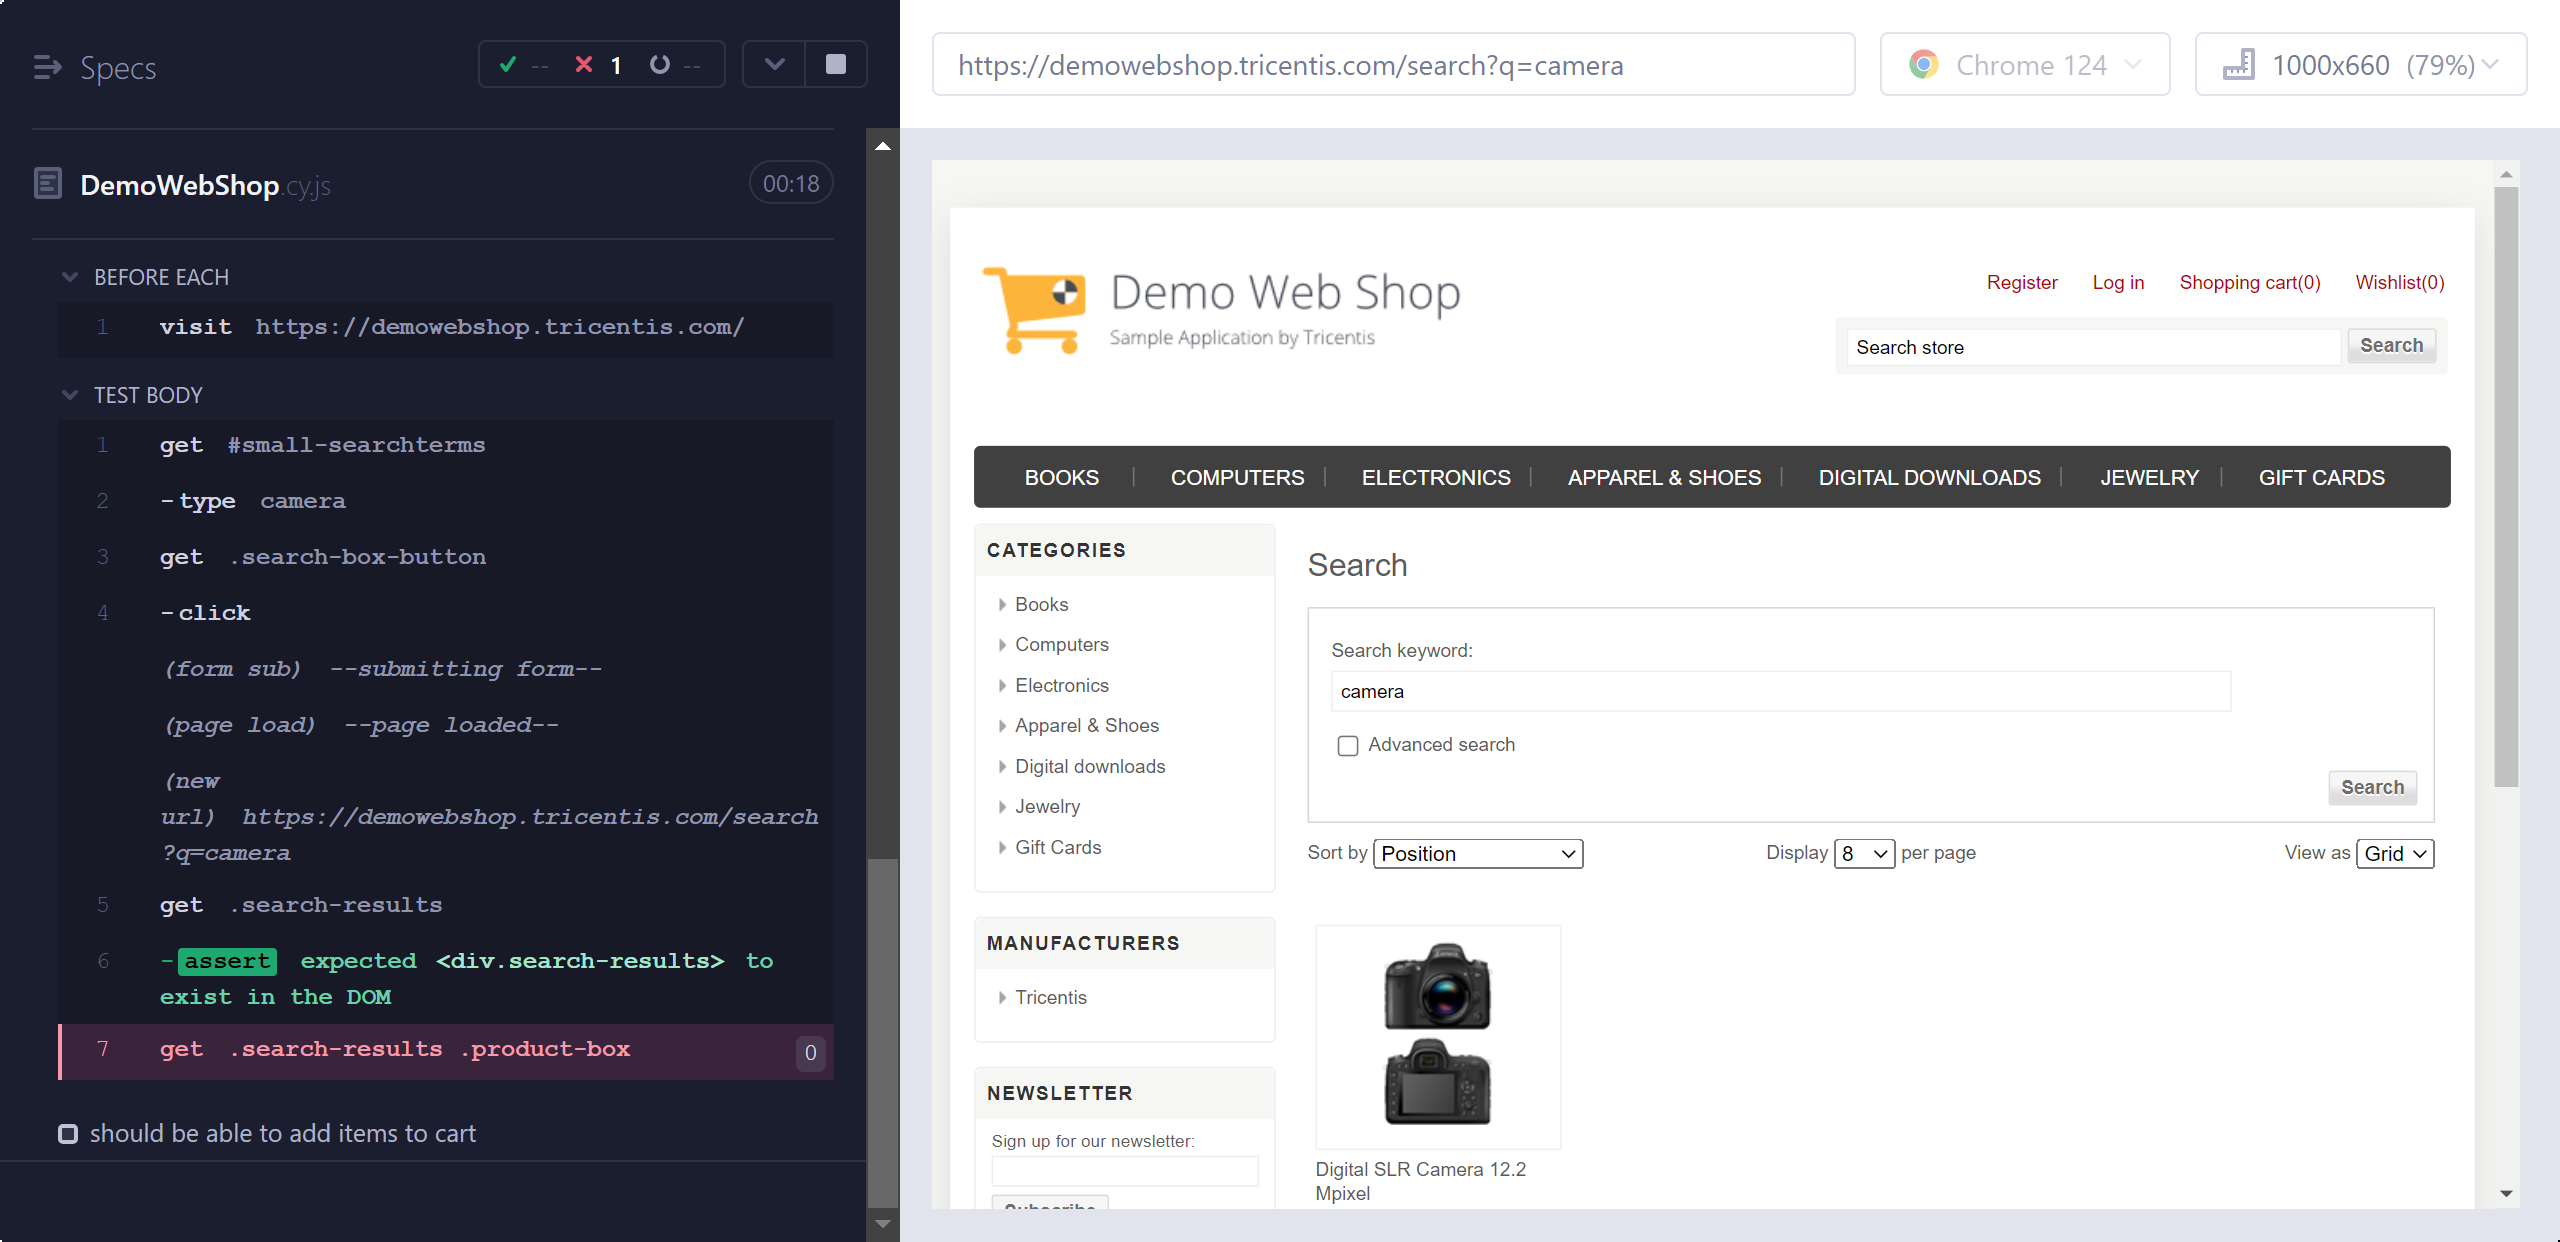 Specs
-- 1 --
DemoWebShop.cy.js 00:18
BEFORE EACH
1 visit https://demowebshop.tricentis.com/
TEST BODY
1 get #small-searchterms
2 -type camera
3 get .search-box-button
4 -click
(form sub) --submitting form--
(page load) --page loaded--
(new
url) https://demowebshop.tricentis.com/search
?q=camera
5 get .search-results
6 -assert expected <div.search-results> to
exist in the DOM
7 get .search-results .product-box 0
should be able to add items to cart
https://demowebshop.tricentis.com/search?q=camera
Chrome 124
1000x660 (79%)
Demo Web Shop
Sample Application by Tricentis
Register Log in Shopping cart(0) Wishlist(0)
Search store Search
BOOKS COMPUTERS ELECTRONICS APPAREL & SHOES DIGITAL DOWNLOADS JEWELRY GIFT CARDS
CATEGORIES
Books
Computers
Electronics
Apparel & Shoes
Digital downloads
Jewelry
Gift Cards
MANUFACTURERS
Tricentis
NEWSLETTER
Sign up for our newsletter:
Subscribe
Search
Search keyword:
camera
Advanced search
Search
Sort by Position Display 8 per page View as Grid
Digital SLR Camera 12.2
Mpixel